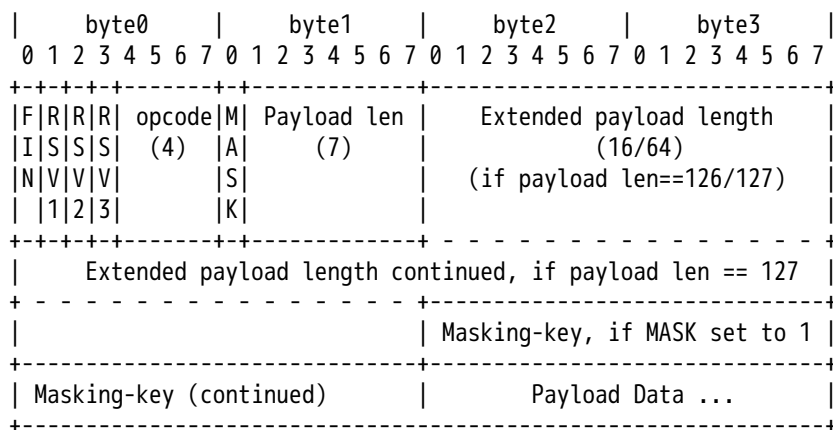 |      byte0      |      byte1      |      byte2      |      byte3      |
0 1 2 3 4 5 6 7 0 1 2 3 4 5 6 7 0 1 2 3 4 5 6 7 0 1 2 3 4 5 6 7
+-+-+-+-+-------+-+-------------+-------------------------------+
|F|R|R|R| opcode|M| Payload len |    Extended payload length    |
|I|S|S|S|  (4)  |A|     (7)     |             (16/64)           |
|N|V|V|V|       |S|             |   (if payload len==126/127)   |
| |1|2|3|       |K|             |                               |
+-+-+-+-+-------+-+-------------+ - - - - - - - - - - - - - - - +
|     Extended payload length continued, if payload len == 127  |
+ - - - - - - - - - - - - - - - +-------------------------------+
|                               | Masking-key, if MASK set to 1 |
+-------------------------------+-------------------------------+
| Masking-key (continued)       |          Payload Data ...     |
+---------------------------------------------------------------+